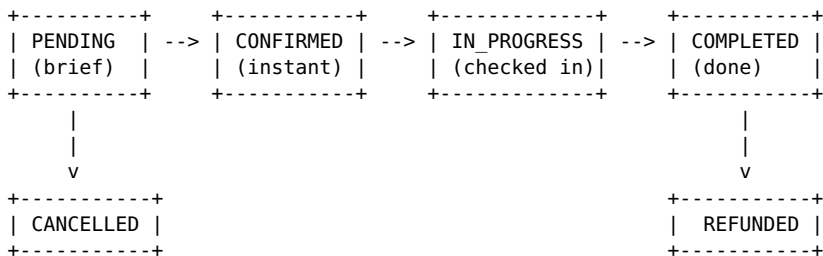 PENDING --> CONFIRMED --> IN_PROGRESS --> COMPLETED
(brief) (instant) (checked in) (done)
CANCELLED REFUNDED